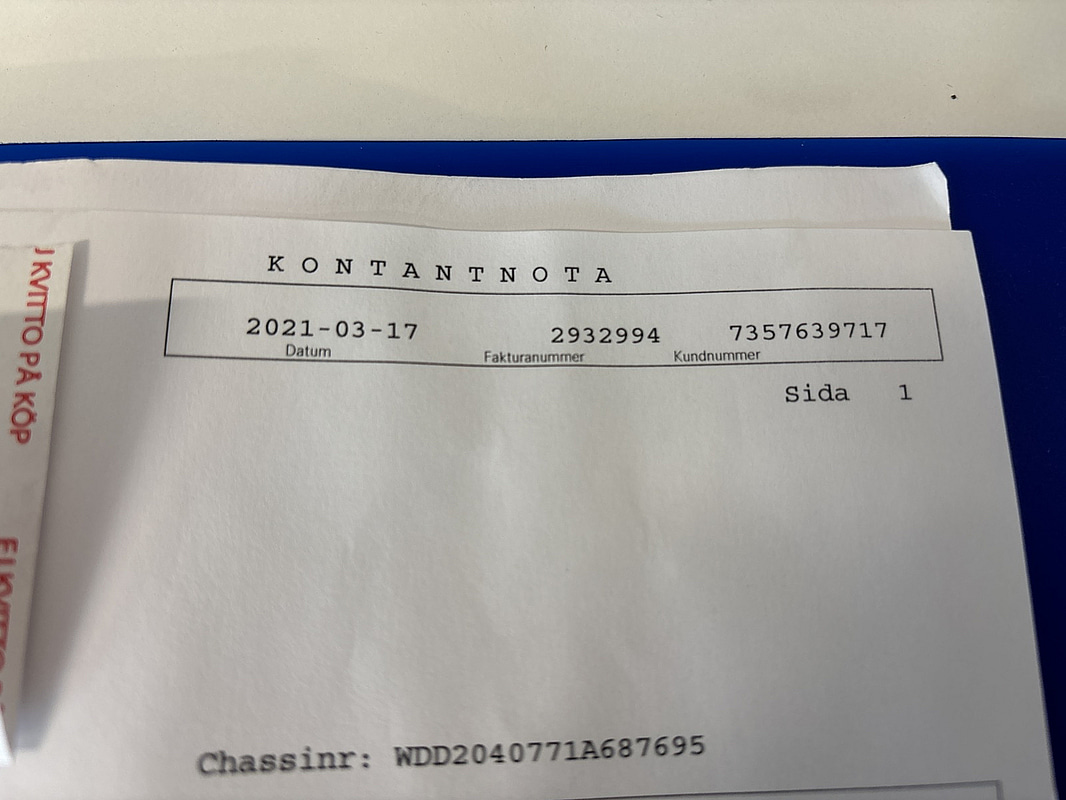 KONTANTNOTA
2021-03-17 2932994 7357639717
Datum Fakturanummer Kundnummer
Sida 1
Chassinr: WDD2040771A687695
J KVITTO PÅ KÖP